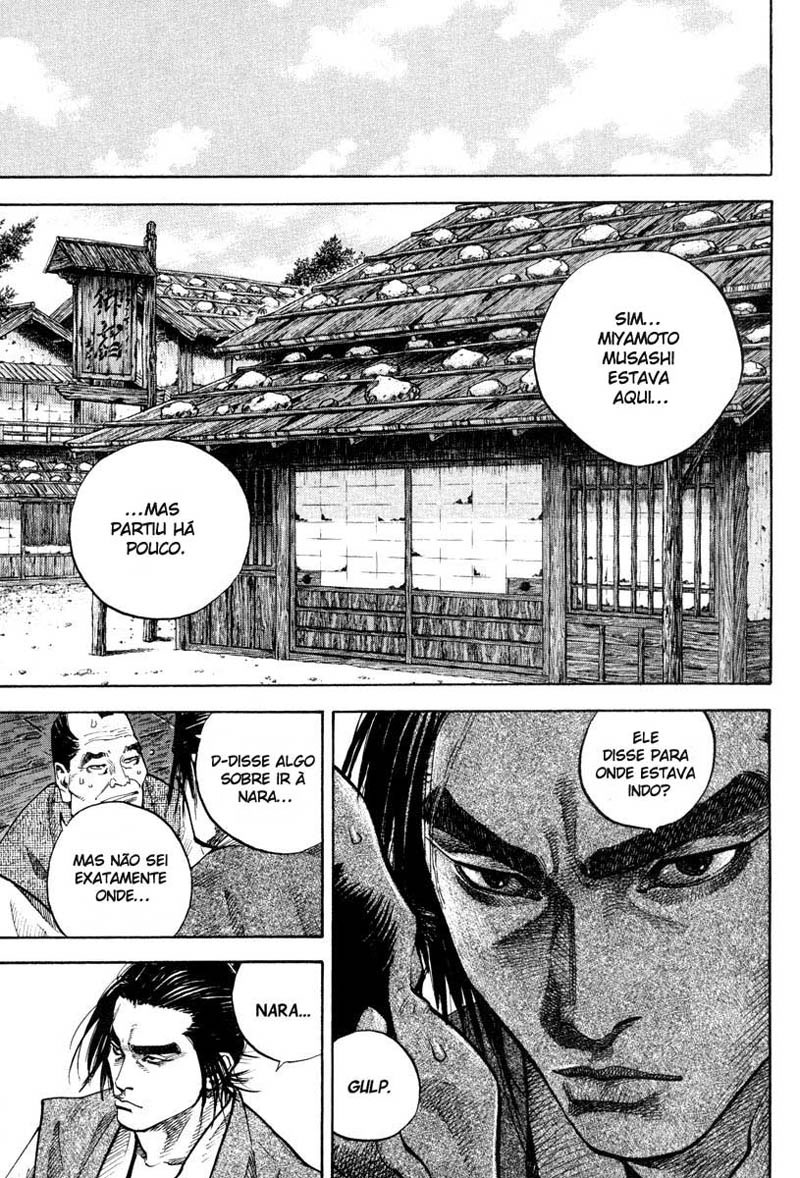 SIM...
MIYAMOTO
MUSASHI
ESTAVA
AQUI...
...MAS
PARTIU HÁ
POUCO.
ELE
DISSE PARA
ONDE ESTAVA
INDO?
GULP.
D-DISSE ALGO
SOBRE IR À
NARA...
MAS NÃO SEI
EXATAMENTE
ONDE...
NARA...